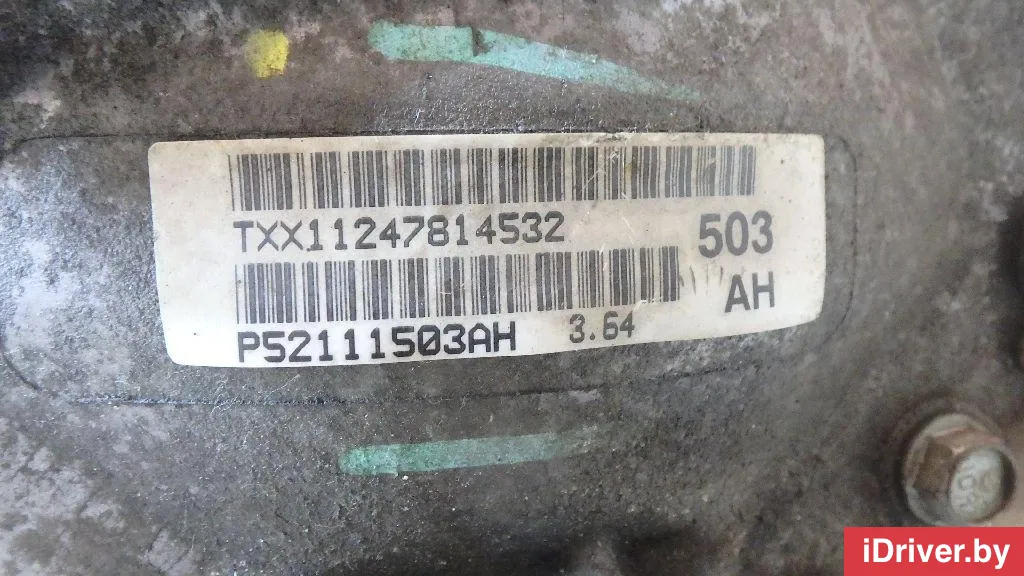 TXX11247814532
503
AH
P52111503AH 3.64
iDriver.by